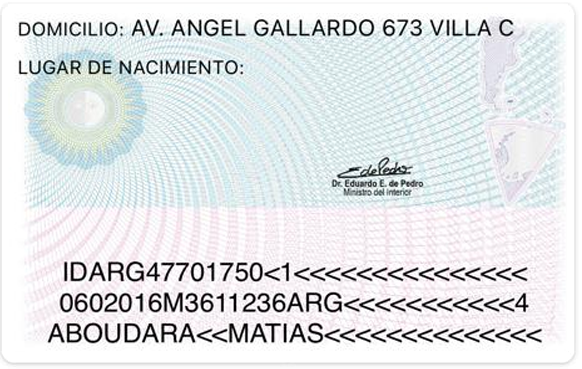 DOMICILIO: AV. ANGEL GALLARDO 673 VILLA C
LUGAR DE NACIMIENTO:
EdePedro
Dr. Eduardo E. de Pedro
Ministro del Interior
IDARG47701750<1<<<<<<<<<<<<<<<
0602016M3611236ARG<<<<<<<<<<<4
ABOUDARA<<MATIAS<<<<<<<<<<<<<<